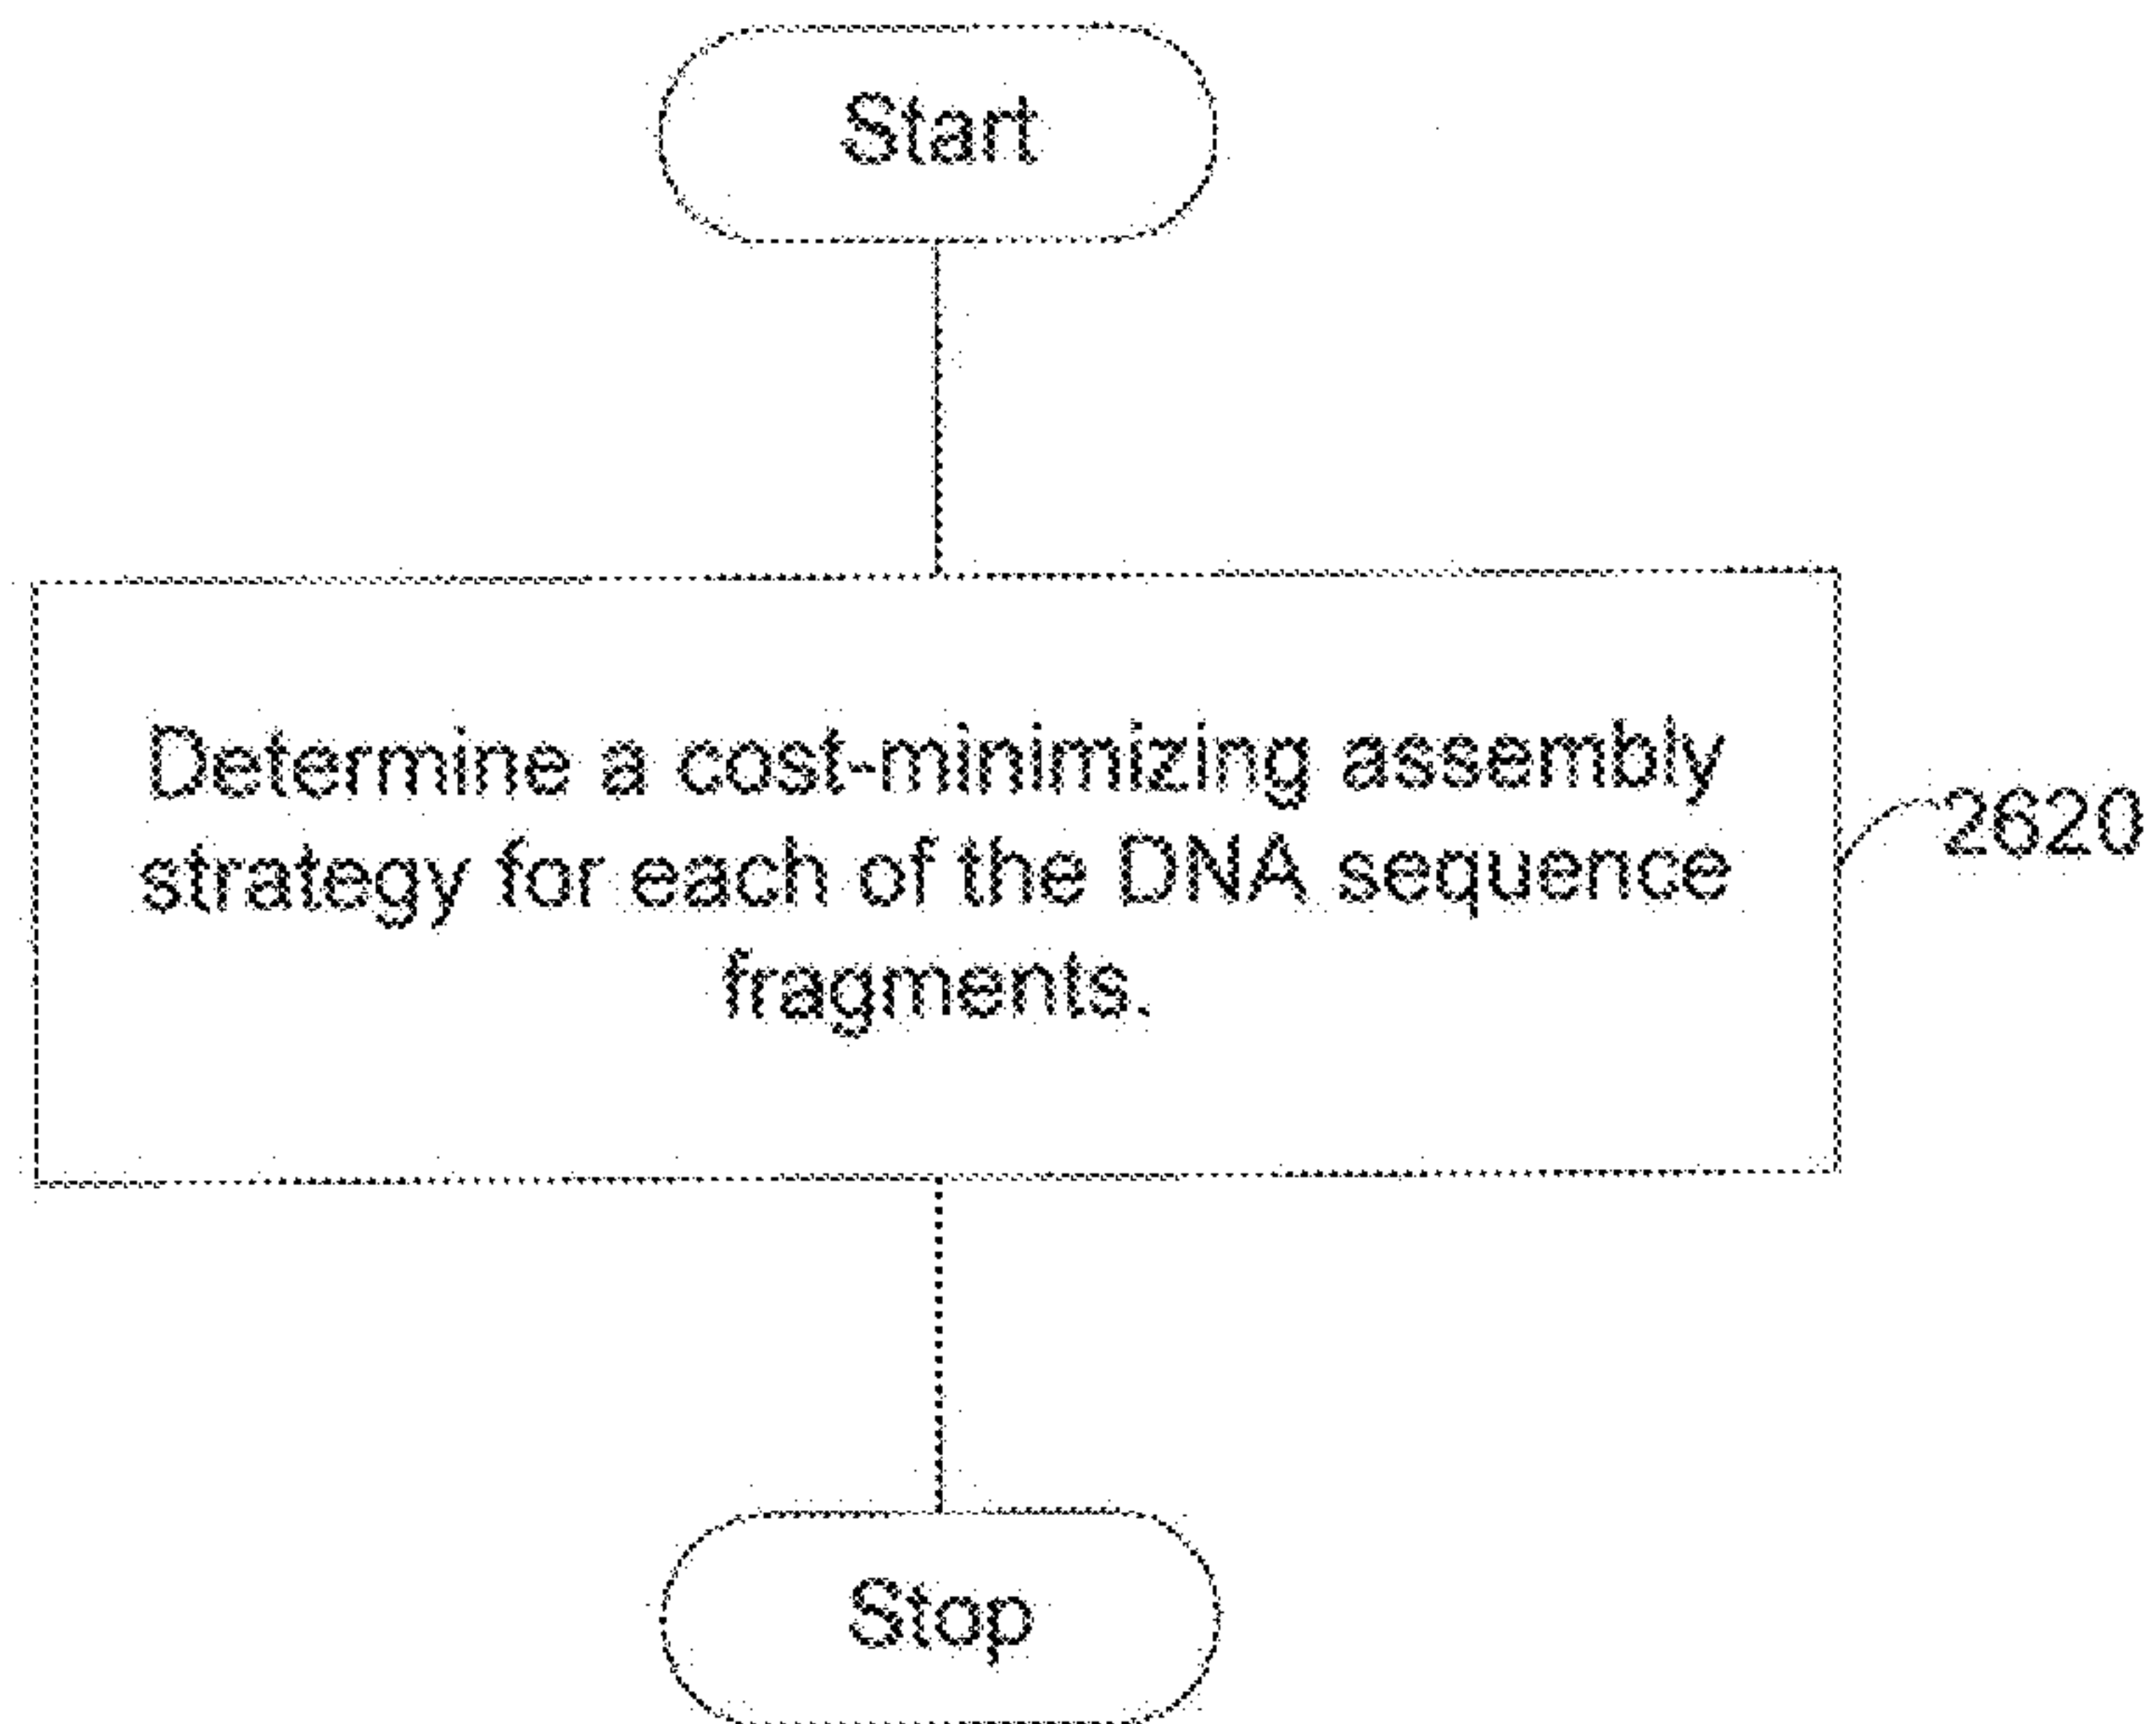 Start
Determine a cost-minimizing assembly
strategy for each of the DNA sequence
fragments.
2620
Stop